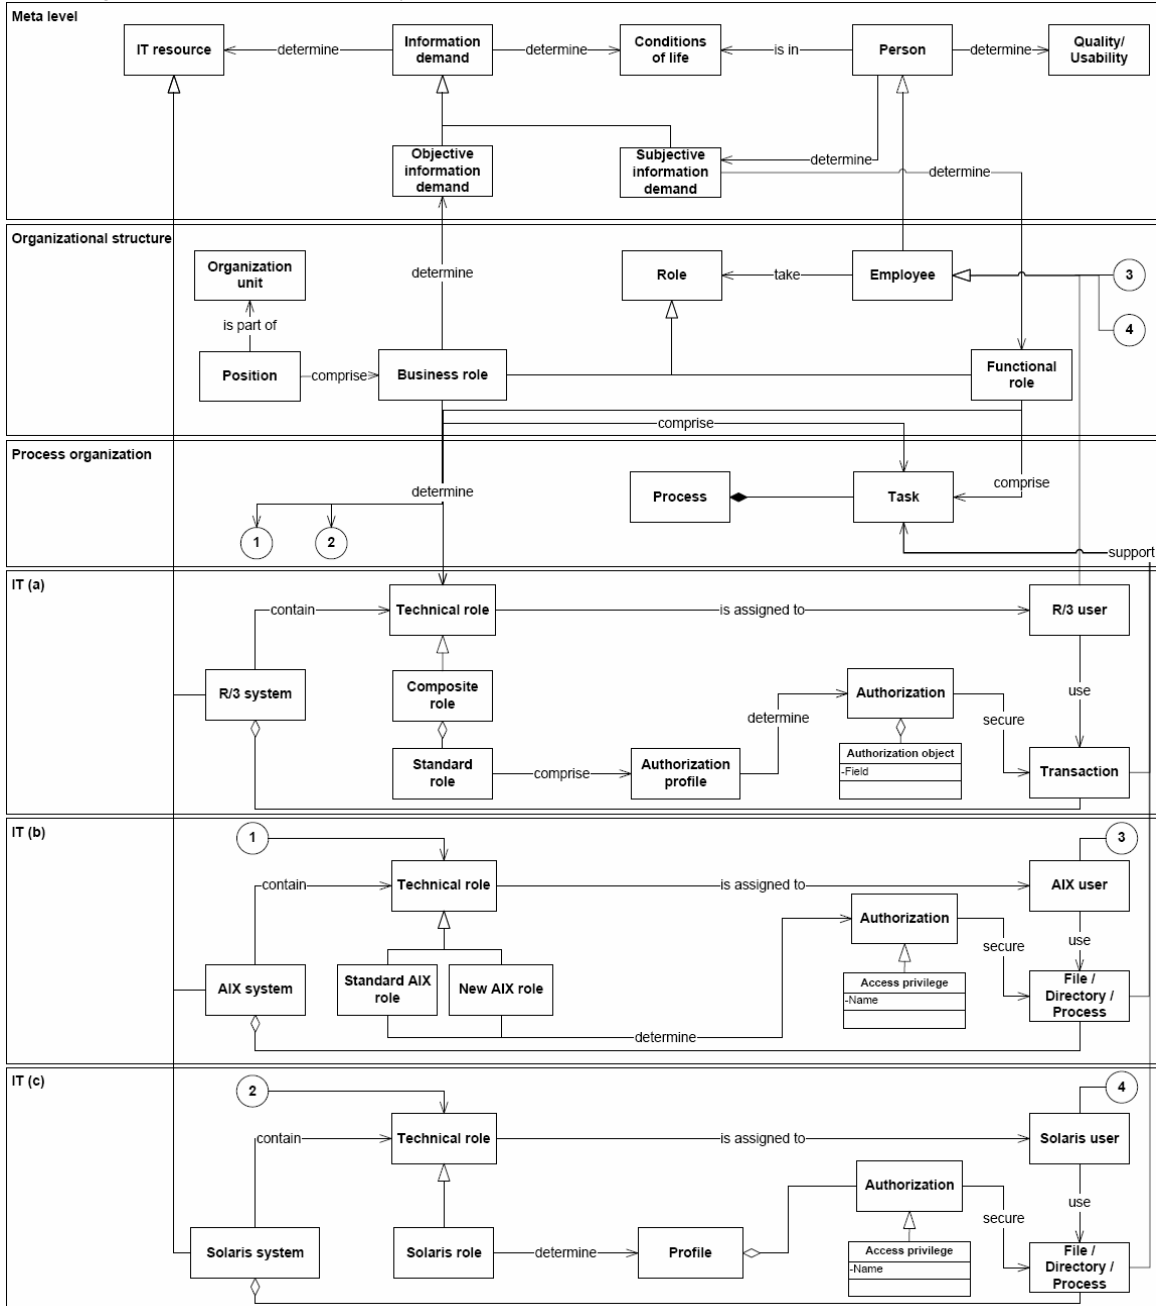 Meta level
IT resource
determine
Information
demand
determine
Conditions
of life
is in
Person
determine
Quality/
Usability
Objective
information
demand
Subjective
information
demand
determine
determine
Organizational structure
Organization
unit
determine
Role
take
Employee
3
is part of
4
Position
comprise
Business role
Functional
role
comprise
Process organization
determine
Process
Task
comprise
1
2
support
IT (a)
contain
Technical role
is assigned to
R/3 user
R/3 system
Composite
role
Authorization
use
determine
secure
Standard
role
comprise
Authorization
profile
Authorization object
-Field
Transaction
IT (b)
1
3
contain
Technical role
is assigned to
AIX user
Authorization
use
secure
AIX system
Standard AIX
role
New AIX role
Access privilege
-Name
File /
Directory /
Process
determine
IT (c)
2
4
contain
Technical role
is assigned to
Solaris user
Authorization
use
secure
Solaris system
Solaris role
determine
Profile
Access privilege
-Name
File /
Directory /
Process